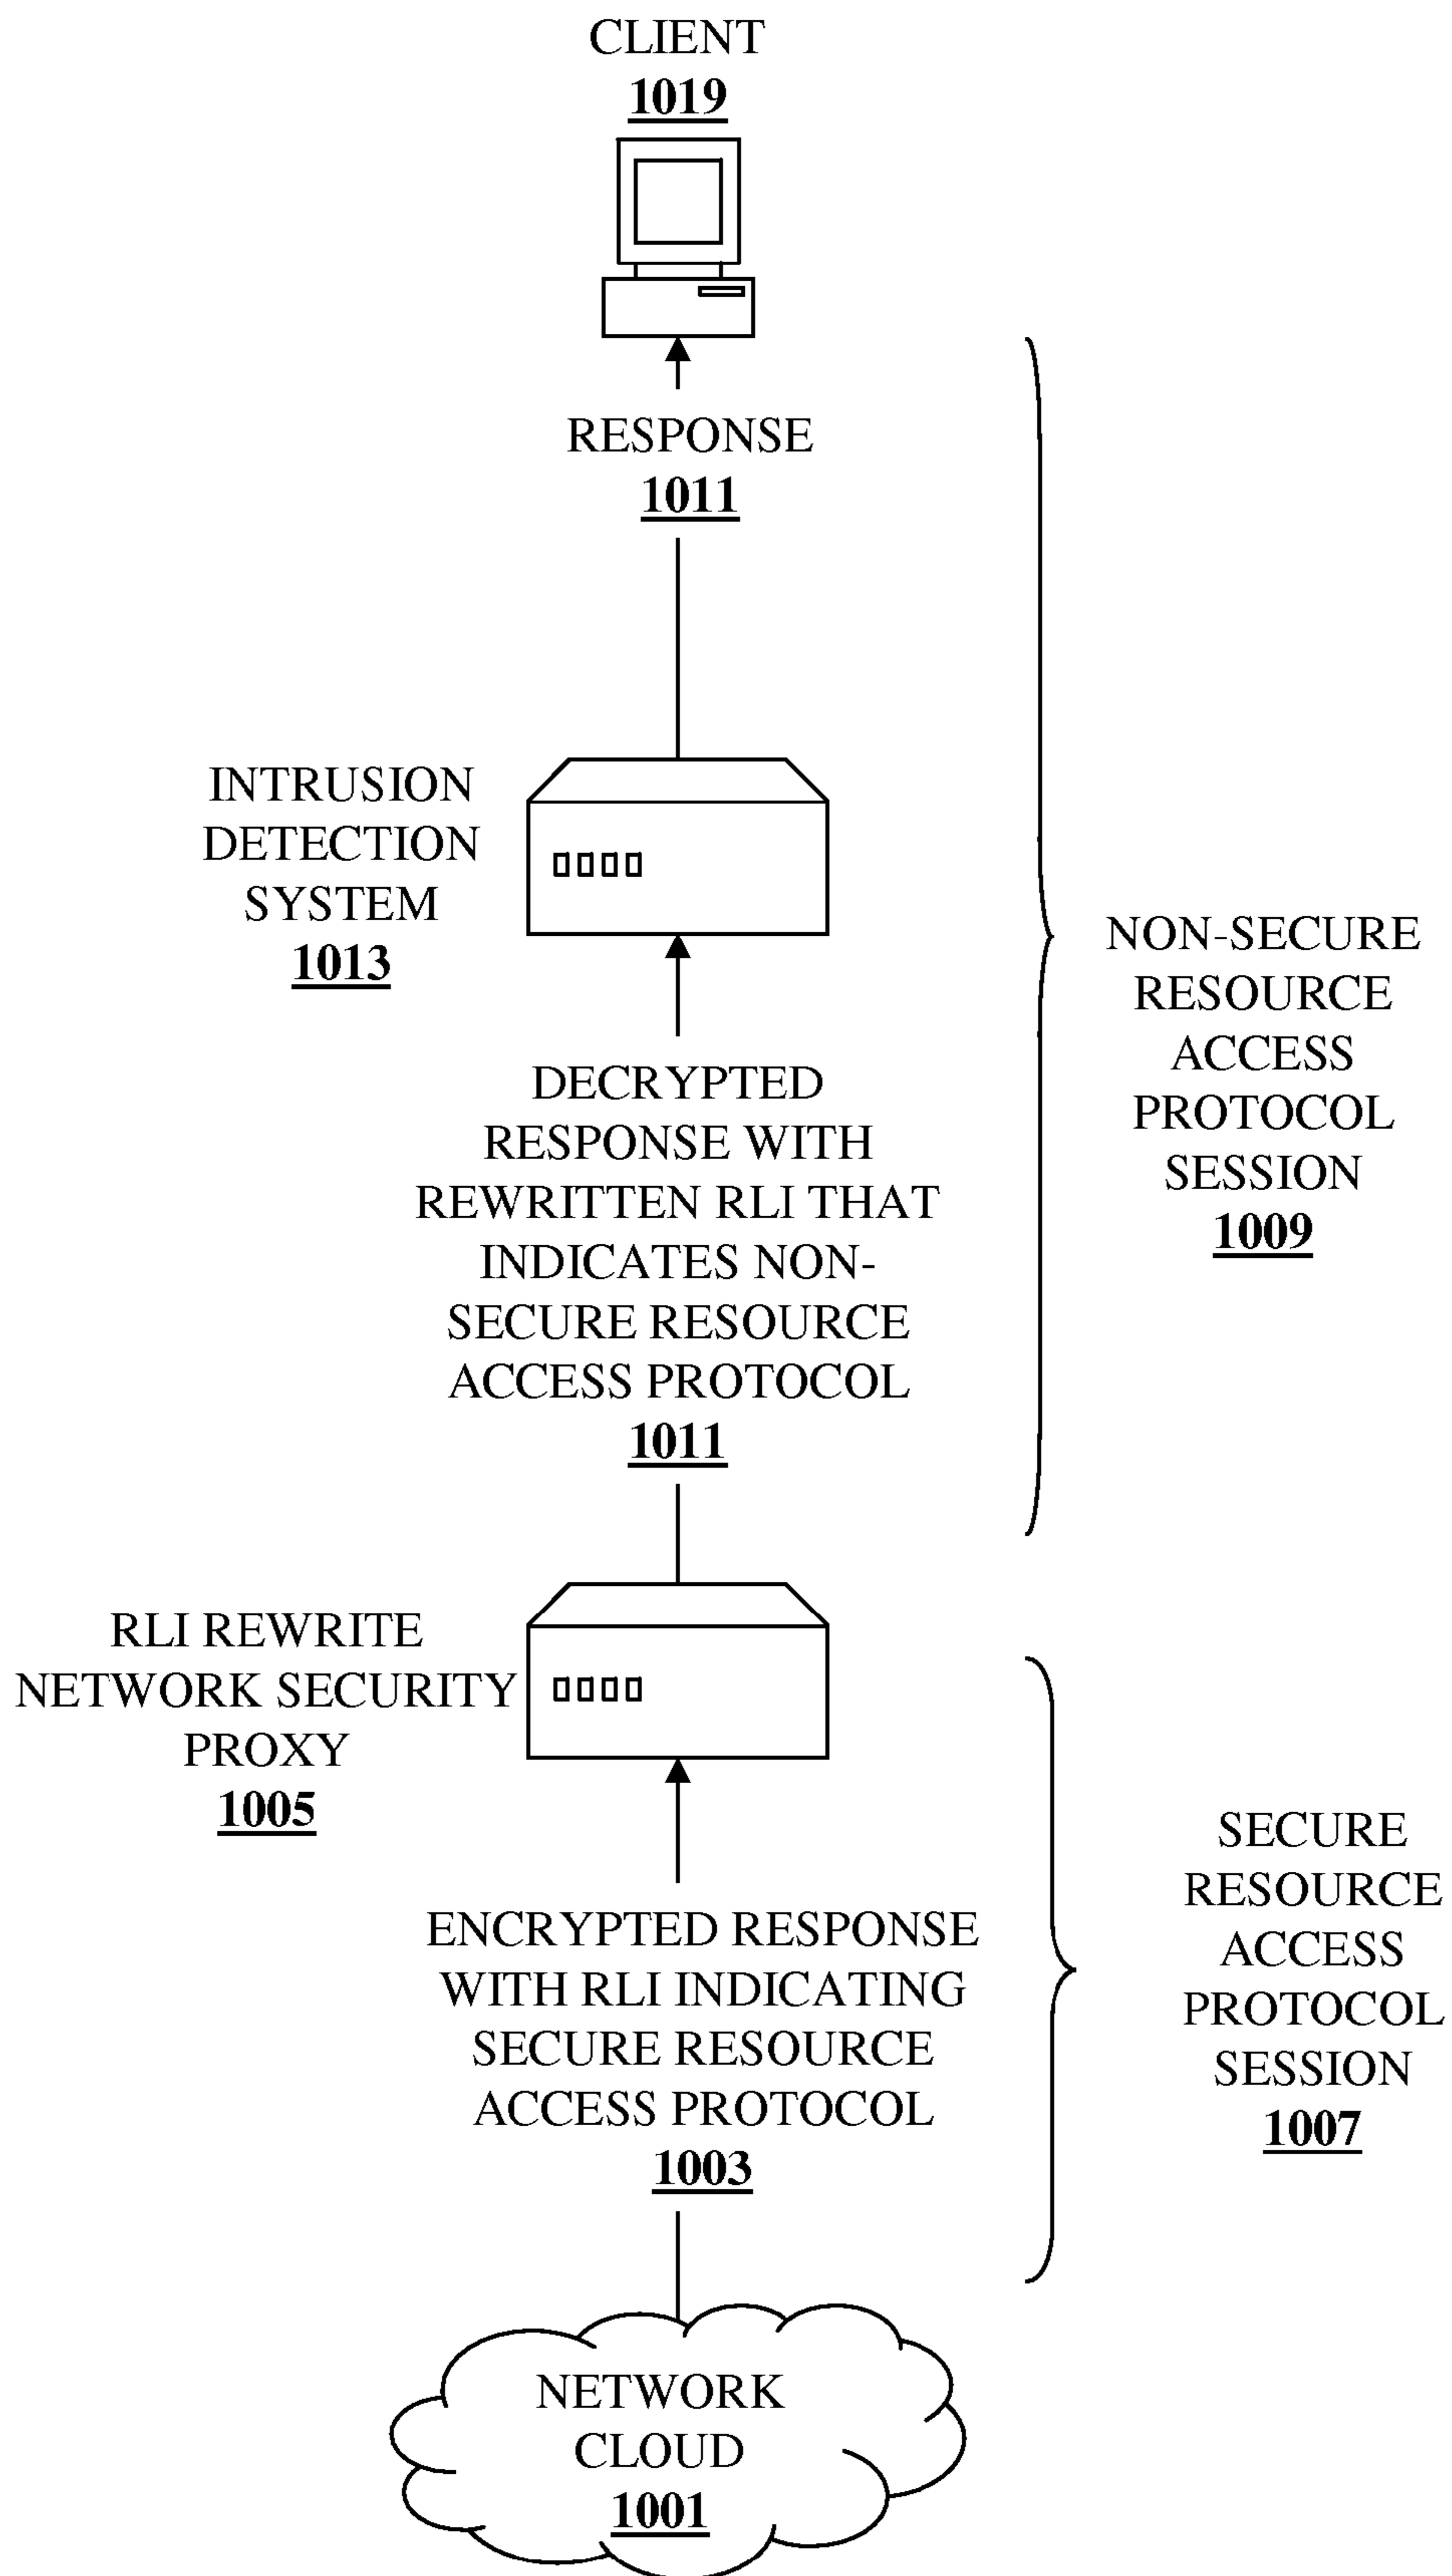 CLIENT
1019
RESPONSE
1011
INTRUSION
DETECTION
SYSTEM
1013
NON-SECURE
RESOURCE
ACCESS
PROTOCOL
SESSION
1009
DECRYPTED
RESPONSE WITH
REWRITTEN RLI THAT
INDICATES NON-
SECURE RESOURCE
ACCESS PROTOCOL
1011
RLI REWRITE
NETWORK SECURITY
PROXY
1005
SECURE
RESOURCE
ACCESS
PROTOCOL
SESSION
1007
ENCRYPTED RESPONSE
WITH RLI INDICATING
SECURE RESOURCE
ACCESS PROTOCOL
1003
NETWORK
CLOUD
1001